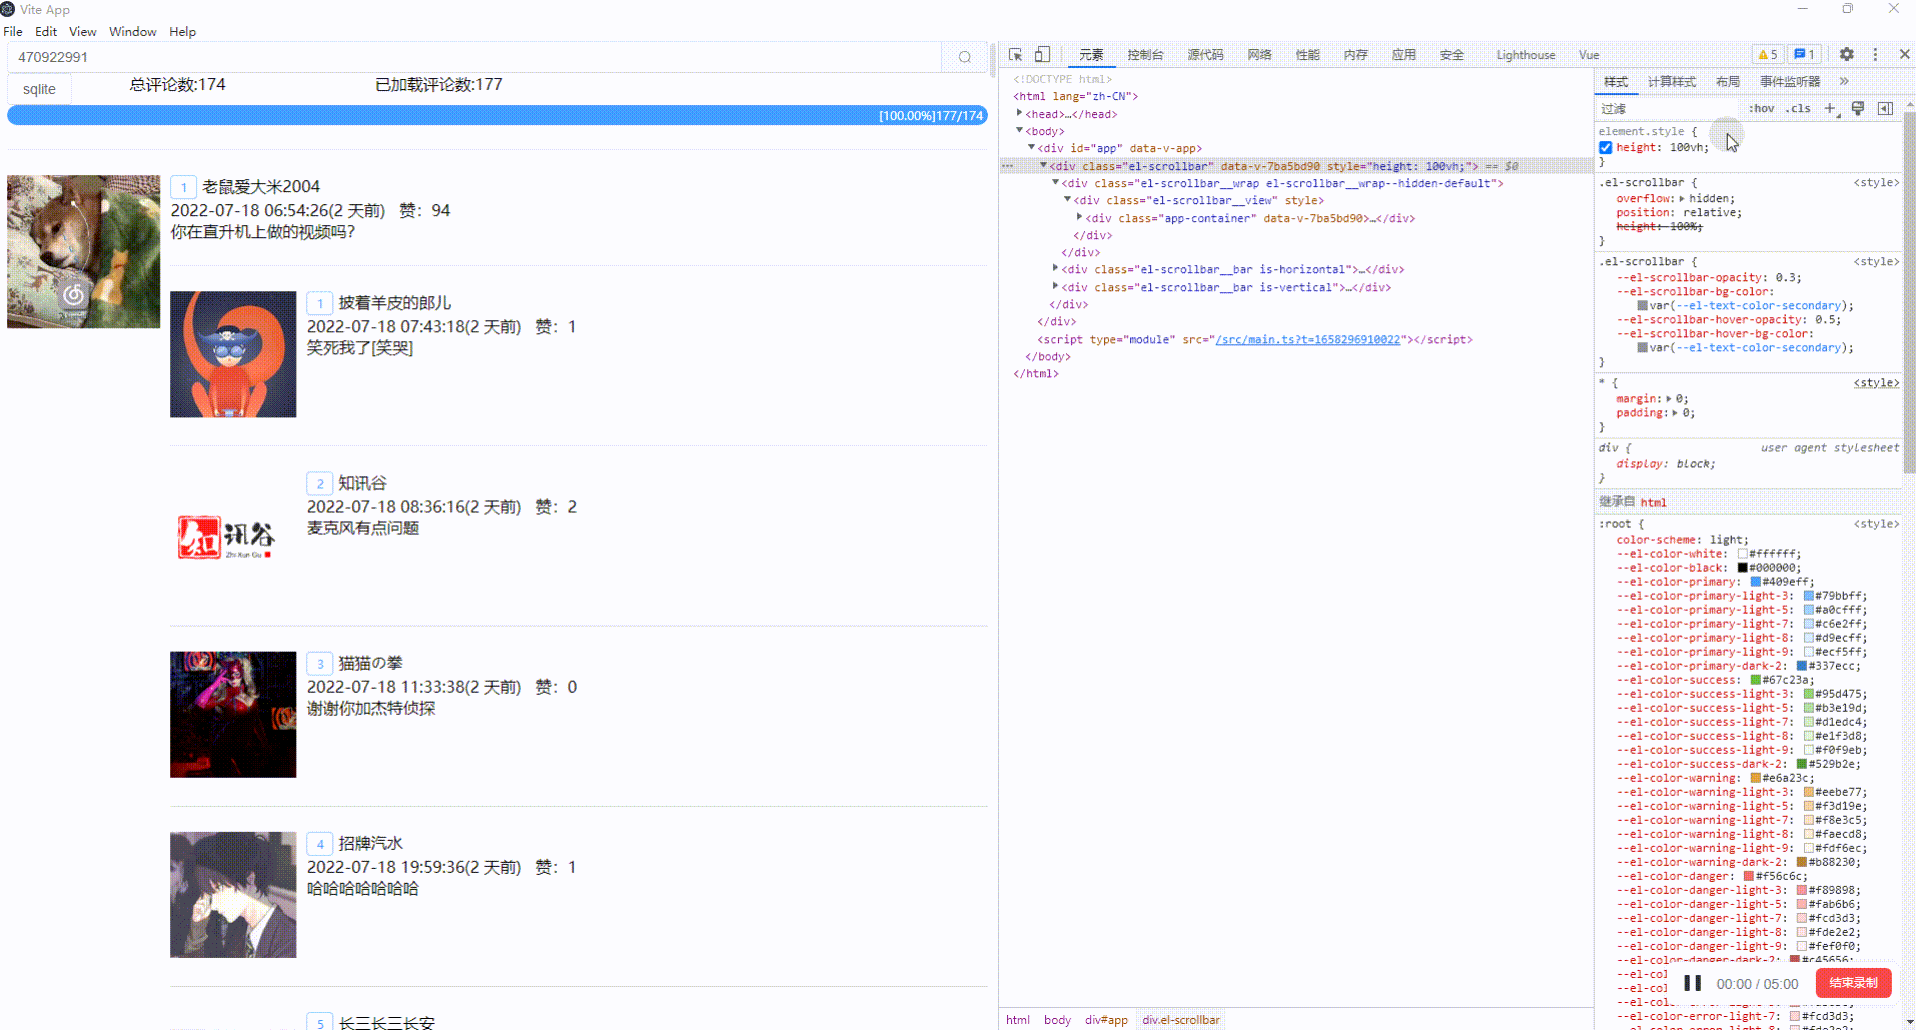 Vite App
File Edit View Window Help
470922991
sqlite 总评论数:174 已加载评论数:177
[100.00%]177/174
1 老鼠爱大米2004
2022-07-18 06:54:26(2 天前) 赞：94
你在直升机上做的视频吗?
1 披着羊皮的郎儿
2022-07-18 07:43:18(2 天前) 赞：1
笑死我了[笑哭]
2 知讯谷
2022-07-18 08:36:16(2 天前) 赞：2
麦克风有点问题
知讯谷
Zhi Xun Gu
3 猫猫の拳
2022-07-18 11:33:38(2 天前) 赞：0
谢谢你加杰特侦探
4 招牌汽水
2022-07-18 19:59:36(2 天前) 赞：1
哈哈哈哈哈哈哈
5 长三长三长安
元素 控制台 源代码 网络 性能 内存 应用 安全 Lighthouse Vue 5 1
<!DOCTYPE html>
<html lang="zh-CN">
<head>…</head>
<body>
<div id="app" data-v-app>
<div class="el-scrollbar" data-v-7ba5bd90 style="height: 100vh;"> == $0
<div class="el-scrollbar__wrap el-scrollbar__wrap--hidden-default">
<div class="el-scrollbar__view" style>
<div class="app-container" data-v-7ba5bd90>…</div>
</div>
</div>
<div class="el-scrollbar__bar is-horizontal">…</div>
<div class="el-scrollbar__bar is-vertical">…</div>
</div>
</div>
<script type="module" src="/src/main.ts?t=1658296910022"></script>
</body>
</html>
html body div#app div.el-scrollbar
样式 计算样式 布局 事件监听器 »
过滤 :hov .cls +
element.style {
height: 100vh;
}
.el-scrollbar { <style>
overflow: hidden;
position: relative;
height: 100%;
}
.el-scrollbar { <style>
--el-scrollbar-opacity: 0.3;
--el-scrollbar-bg-color:
var(--el-text-color-secondary);
--el-scrollbar-hover-opacity: 0.5;
--el-scrollbar-hover-bg-color:
var(--el-text-color-secondary);
}
* { <style>
margin: 0;
padding: 0;
}
div { user agent stylesheet
display: block;
}
继承自 html
:root { <style>
color-scheme: light;
--el-color-white: #ffffff;
--el-color-black: #000000;
--el-color-primary: #409eff;
--el-color-primary-light-3: #79bbff;
--el-color-primary-light-5: #a0cfff;
--el-color-primary-light-7: #c6e2ff;
--el-color-primary-light-8: #d9ecff;
--el-color-primary-light-9: #ecf5ff;
--el-color-primary-dark-2: #337ecc;
--el-color-success: #67c23a;
--el-color-success-light-3: #95d475;
--el-color-success-light-5: #b3e19d;
--el-color-success-light-7: #d1edc4;
--el-color-success-light-8: #e1f3d8;
--el-color-success-light-9: #f0f9eb;
--el-color-success-dark-2: #529b2e;
--el-color-warning: #e6a23c;
--el-color-warning-light-3: #eebe77;
--el-color-warning-light-5: #f3d19e;
--el-color-warning-light-7: #f8e3c5;
--el-color-warning-light-8: #faecd8;
--el-color-warning-light-9: #fdf6ec;
--el-color-warning-dark-2: #b88230;
--el-color-danger: #f56c6c;
--el-color-danger-light-3: #f89898;
--el-color-danger-light-5: #fab6b6;
--el-color-danger-light-7: #fcd3d3;
--el-color-danger-light-8: #fde2e2;
--el-color-danger-light-9: #fef0f0;
--el-color-danger-dark-2: #c45656;
--el-col
--el-col
--el-co
--el-color-error-light-7: #fcd3d3;
00:00 / 05:00 结束录制